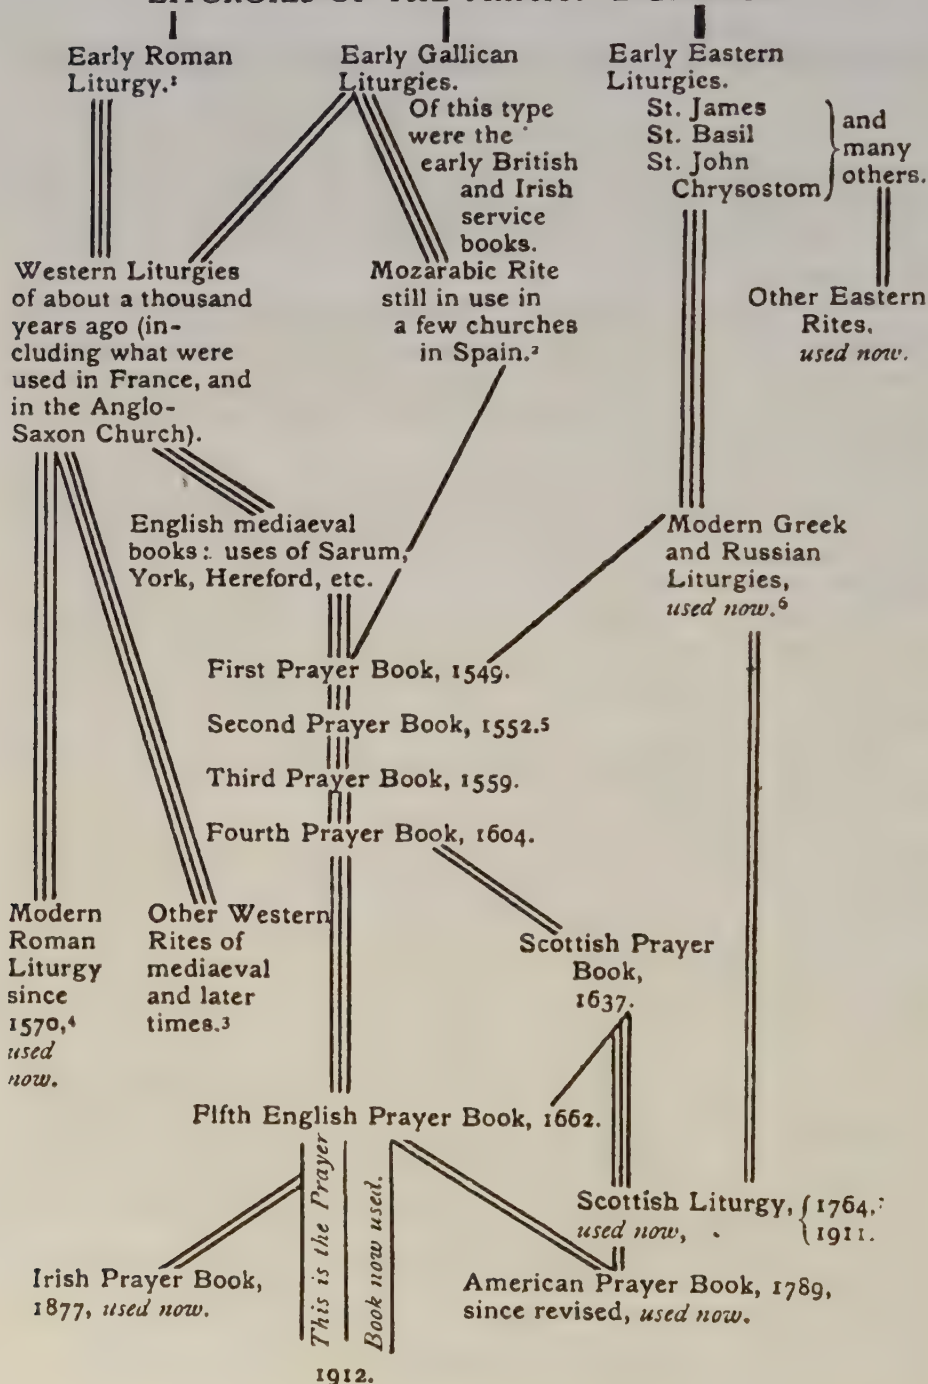 LITURGIES OF THE
Early Roman
Liturgy.¹
Early Gallican
Liturgies.
Of this type
were the
early British
and Irish
service
books.
Early Eastern
Liturgies.
St. James
St. Basil
St. John
Chrysostom
and
many
others.
Western Liturgies
of about a thousand
years ago (in-
cluding what were
used in France, and
in the Anglo-
Saxon Church).
Mozarabic Rite
still in use in
a few churches
in Spain.²
Other Eastern
Rites,
used now.
English mediaeval
books: uses of Sarum,
York, Hereford, etc.
Modern Greek
and Russian
Liturgies,
used now.⁶
First Prayer Book, 1549.
Second Prayer Book, 1552.⁵
Third Prayer Book, 1559.
Fourth Prayer Book, 1604.
Modern
Roman
Liturgy
since
1570,⁴
used
now.
Other Western
Rites of
mediaeval
and later
times.³
Scottish Prayer
Book,
1637.
Fifth English Prayer Book, 1662.
This is the Prayer
Book now used.
Scottish Liturgy, { 1764,
used now, { 1911.
Irish Prayer Book,
1877, used now.
American Prayer Book, 1789,
since revised, used now.
1912.